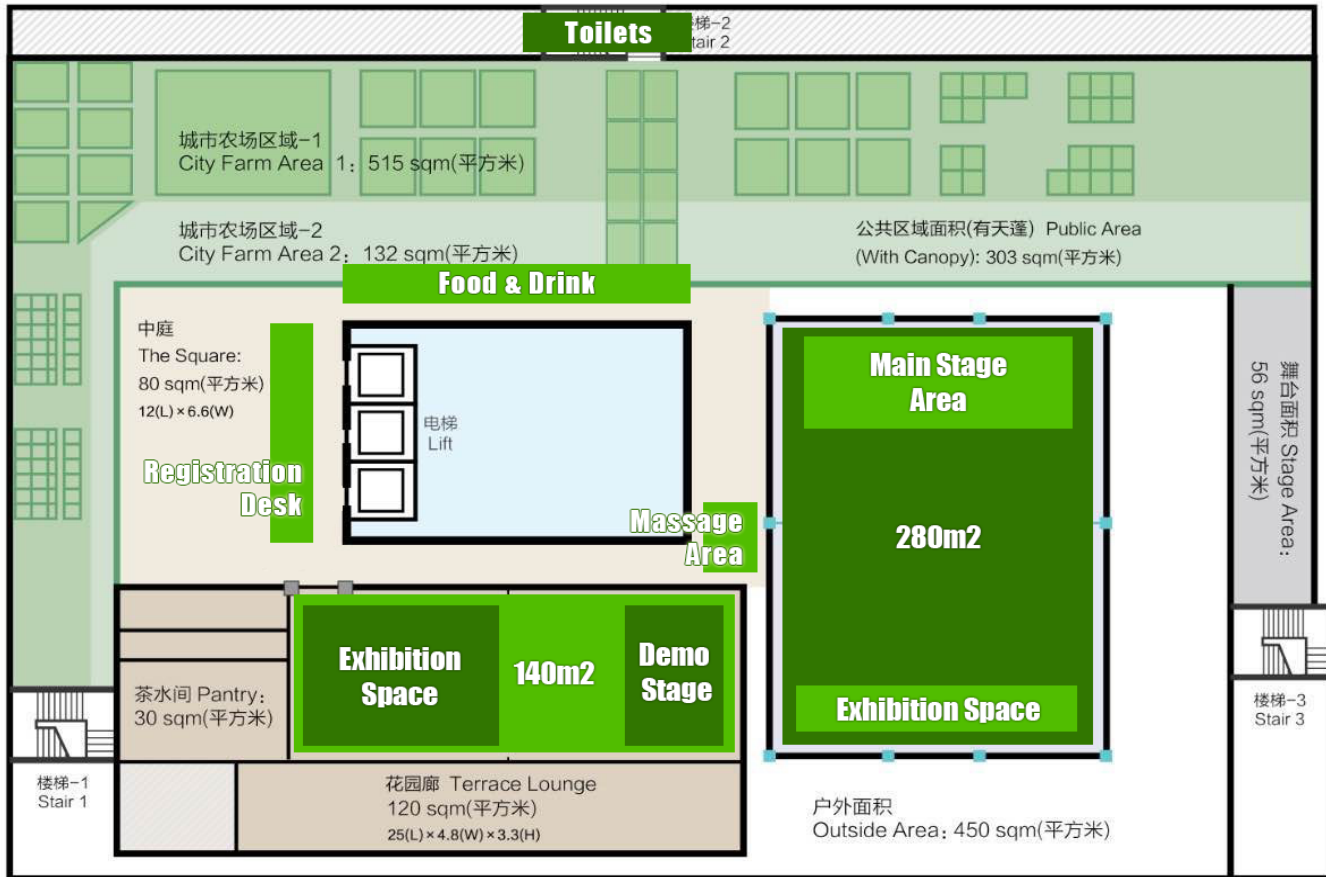 Toilets
梯-2
tair 2
城市农场区域-1
City Farm Area 1: 515 sqm(平方米)
城市农场区域-2
City Farm Area 2: 132 sqm(平方米)
公共区域面积(有天蓬) Public Area
(With Canopy): 303 sqm(平方米)
Food & Drink
中庭
The Square:
80 sqm(平方米)
12(L)×6.6(W)
电梯
Lift
Registration
Desk
Massage
Area
Main Stage
Area
280m2
Exhibition Space
舞台面积 Stage Area:
56 sqm(平方米)
Exhibition
Space
140m2
Demo
Stage
茶水间 Pantry:
30 sqm(平方米)
楼梯-1
Stair 1
花园廊 Terrace Lounge
120 sqm(平方米)
25(L)×4.8(W)×3.3(H)
户外面积
Outside Area: 450 sqm(平方米)
楼梯-3
Stair 3